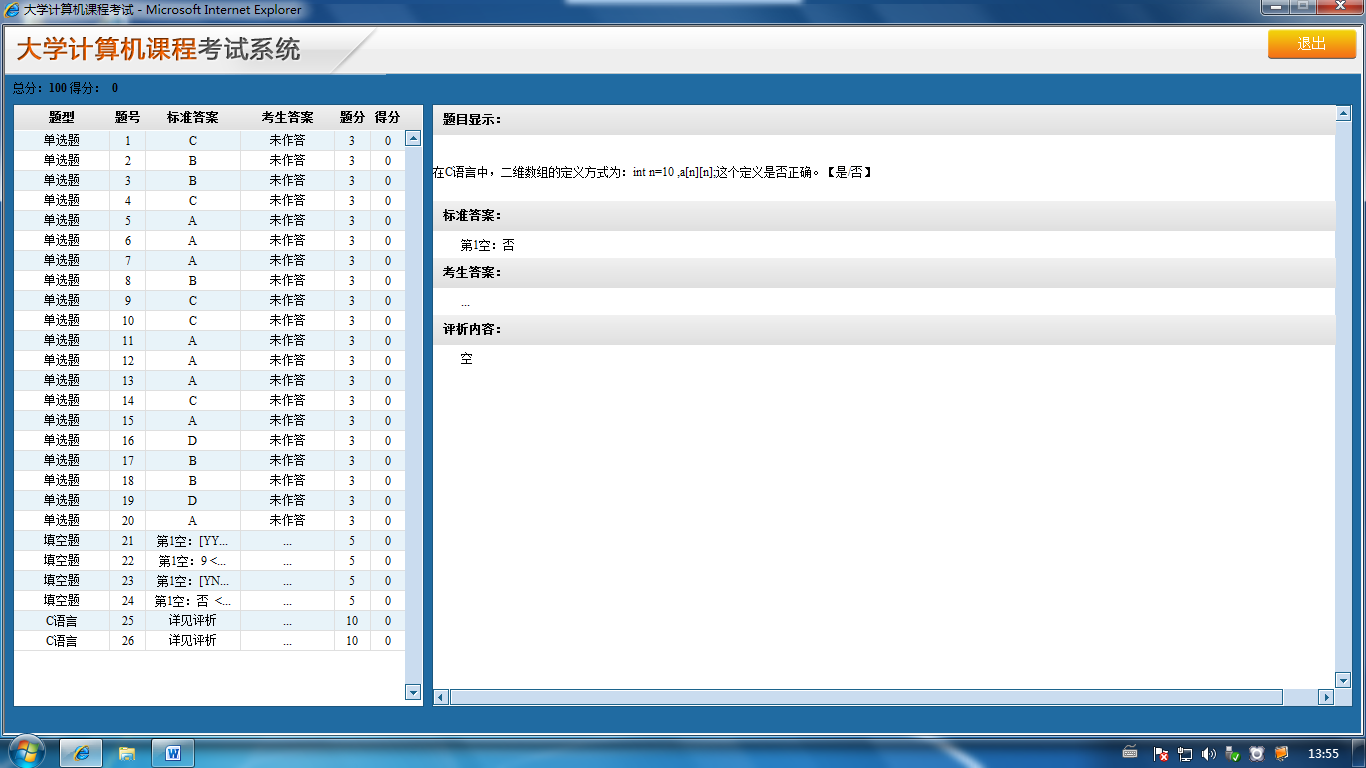 大学计算机课程考试 - Microsoft Internet Explorer
大学计算机课程考试系统
退出
总分：100 得分： 0
题型 题号 标准答案 考生答案 题分 得分
单选题 1 C 未作答 3 0
单选题 2 B 未作答 3 0
单选题 3 B 未作答 3 0
单选题 4 C 未作答 3 0
单选题 5 A 未作答 3 0
单选题 6 A 未作答 3 0
单选题 7 A 未作答 3 0
单选题 8 B 未作答 3 0
单选题 9 C 未作答 3 0
单选题 10 C 未作答 3 0
单选题 11 A 未作答 3 0
单选题 12 A 未作答 3 0
单选题 13 A 未作答 3 0
单选题 14 C 未作答 3 0
单选题 15 A 未作答 3 0
单选题 16 D 未作答 3 0
单选题 17 B 未作答 3 0
单选题 18 B 未作答 3 0
单选题 19 D 未作答 3 0
单选题 20 A 未作答 3 0
填空题 21 第1空：[YY... ... 5 0
填空题 22 第1空：9 <... ... 5 0
填空题 23 第1空：[YN... ... 5 0
填空题 24 第1空：否 <... ... 5 0
C语言 25 详见评析 ... 10 0
C语言 26 详见评析 ... 10 0
题目显示：
在C语言中，二维数组的定义方式为：int n=10 ,a[n][n];这个定义是否正确。【是/否】
标准答案：
第1空：否
考生答案：
...
评析内容：
空
13:55